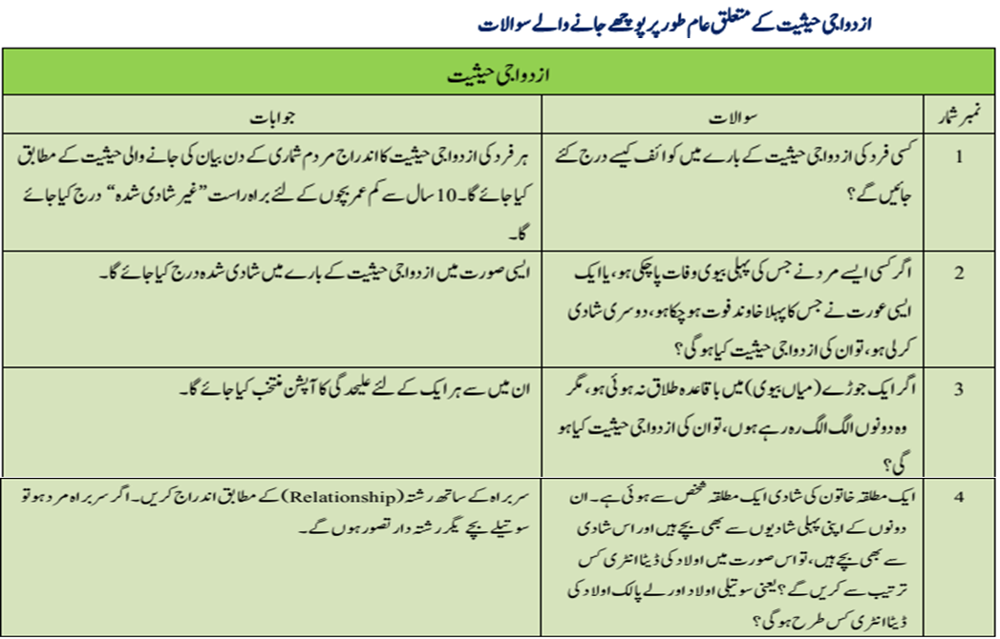 ازدواجی حیثیت کے متعلق عام طور پر پوچھے جانے والے سوالات
ازدواجی حیثیت
نمبر شمار
سوالات
جوابات
1
کسی فرد کی ازدواجی حیثیت کے بارے میں کوائف کیسے درج کئے
جائیں گے؟
ہر فرد کی ازدواجی حیثیت کا اندراج مردم شماری کے دن بیان کی جانے والی حیثیت کے مطابق
کیا جائے گا۔ 10 سال سے کم عمر بچوں کے لئے براہ راست ”غیر شادی شدہ“ درج کیا جائے
گا۔
2
اگر کسی ایسے مرد نے جس کی پہلی بیوی وفات پا چکی ہو، یا ایک
ایسی عورت نے جس کا پہلا خاوند فوت ہو چکا ہو، دوسری شادی
کر لی ہو، تو ان کی ازدواجی حیثیت کیا ہو گی؟
ایسی صورت میں ازدواجی حیثیت کے بارے میں شادی شدہ درج کیا جائے گا۔
3
اگر ایک جوڑے (میاں بیوی) میں باقاعدہ طلاق نہ ہوئی ہو، مگر
وہ دونوں الگ الگ رہ رہے ہوں، تو ان کی ازدواجی حیثیت کیا ہو
گی؟
ان میں سے ہر ایک کے لئے علیحدگی کا آپشن منتخب کیا جائے گا۔
4
ایک مطلقہ خاتون کی شادی ایک مطلقہ شخص سے ہوئی ہے۔ ان
دونوں کے اپنی پہلی شادیوں سے بھی بچے ہیں اور اس شادی
سے بھی بچے ہیں، تو اس صورت میں اولاد کی ڈیٹا انٹری کس
ترتیب سے کریں گے؟ یعنی سوتیلی اولاد اور لے پالک اولاد کی
ڈیٹا انٹری کس طرح ہو گی؟
سربراہ کے ساتھ رشتہ (Relationship) کے مطابق اندراج کریں۔ اگر سربراہ مرد ہو تو
سوتیلے بچے یگر رشتہ دار تصور ہوں گے۔